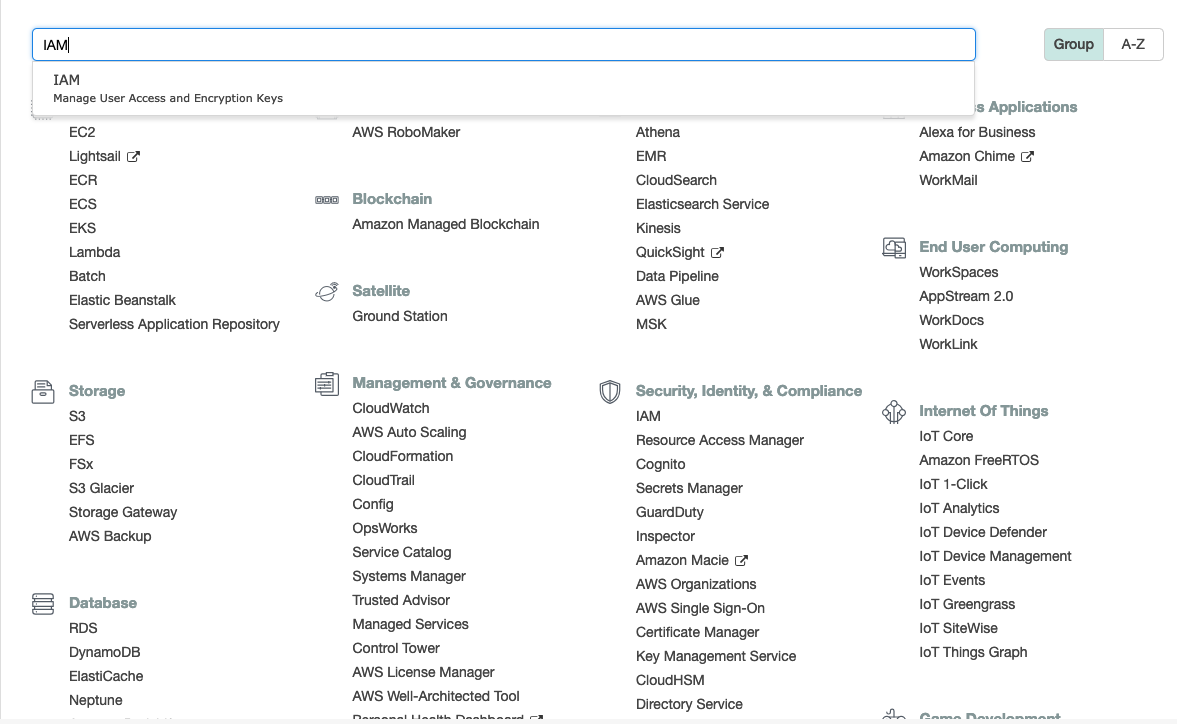 IAM
Group
A-Z
IAM
Manage User Access and Encryption Keys
EC2
Lightsail
ECR
ECS
EKS
Lambda
Batch
Elastic Beanstalk
Serverless Application Repository
Storage
S3
EFS
FSx
S3 Glacier
Storage Gateway
AWS Backup
Database
RDS
DynamoDB
ElastiCache
Neptune
AWS RoboMaker
Blockchain
Amazon Managed Blockchain
Satellite
Ground Station
Management & Governance
CloudWatch
AWS Auto Scaling
CloudFormation
CloudTrail
Config
OpsWorks
Service Catalog
Systems Manager
Trusted Advisor
Managed Services
Control Tower
AWS License Manager
AWS Well-Architected Tool
Personal Health Dashboard
Athena
EMR
CloudSearch
Elasticsearch Service
Kinesis
QuickSight
Data Pipeline
AWS Glue
MSK
Security, Identity, & Compliance
IAM
Resource Access Manager
Cognito
Secrets Manager
GuardDuty
Inspector
Amazon Macie
AWS Organizations
AWS Single Sign-On
Certificate Manager
Key Management Service
CloudHSM
Directory Service
Applications
Alexa for Business
Amazon Chime
WorkMail
End User Computing
WorkSpaces
AppStream 2.0
WorkDocs
WorkLink
Internet Of Things
IoT Core
Amazon FreeRTOS
IoT 1-Click
IoT Analytics
IoT Device Defender
IoT Device Management
IoT Events
IoT Greengrass
IoT SiteWise
IoT Things Graph
Game Development